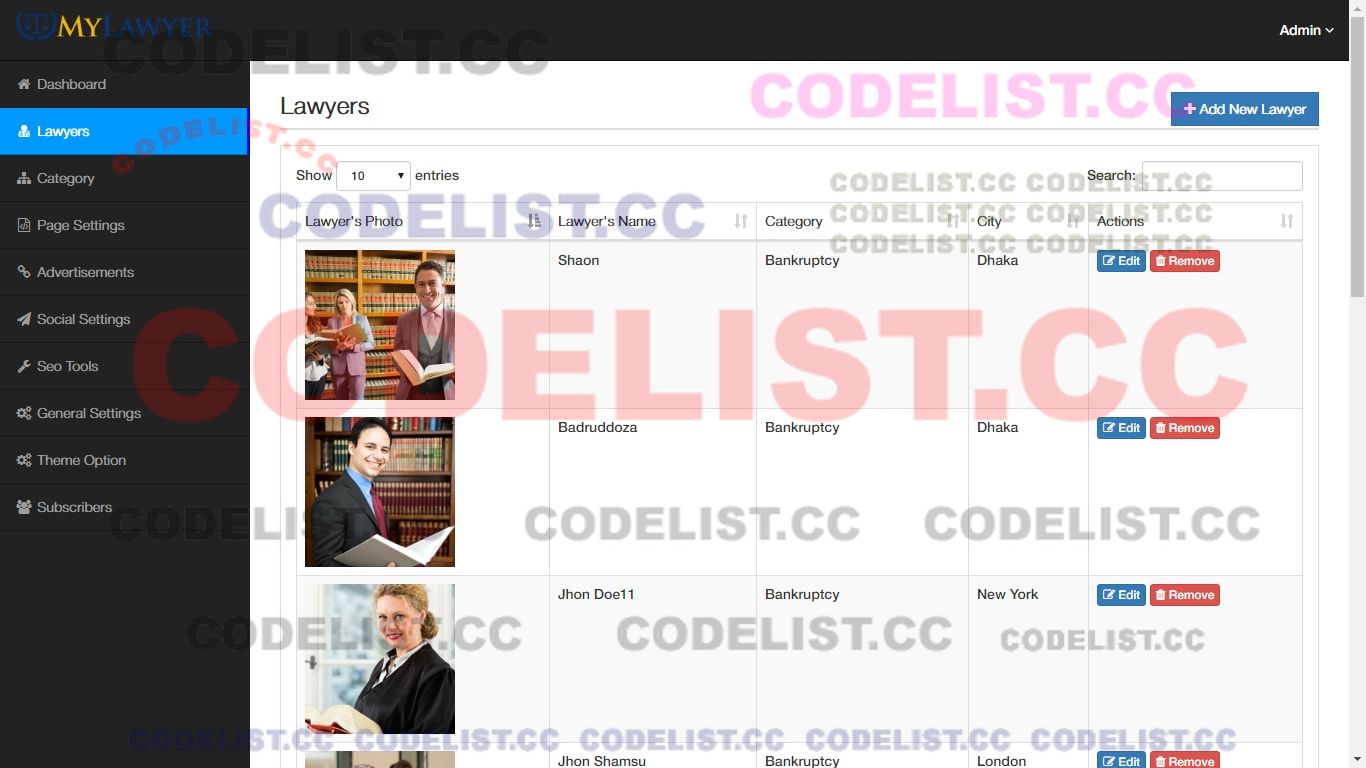 MyLawyer
CODELIST.CC
Admin
Dashboard
Lawyers
CODELIST.CC
Category
Page Settings
Advertisements
Social Settings
Seo Tools
General Settings
Theme Option
Subscribers
Lawyers
CODELIST.CC
Add New Lawyer
Show 10 entries
Search:
CODELIST.CC CODELIST.CC
CODELIST.CC
CODELIST.CC CODELIST.CC
Lawyer's Photo Lawyer's Name Category City Actions
CODELIST.CC CODELIST.CC
Shaon Bankruptcy Dhaka Edit Remove
CODELIST.CC
Badruddoza Bankruptcy Dhaka Edit Remove
CODELIST.CC CODELIST.CC CODELIST.CC
Jhon Doe11 Bankruptcy New York Edit Remove
CODELIST.CC CODELIST.CC CODELIST.CC
CODELIST.CC CODELIST.CC CODELIST.CC CODELIST.CC CODELIST.CC
Jhon Shamsu Bankruptcy London Edit Remove